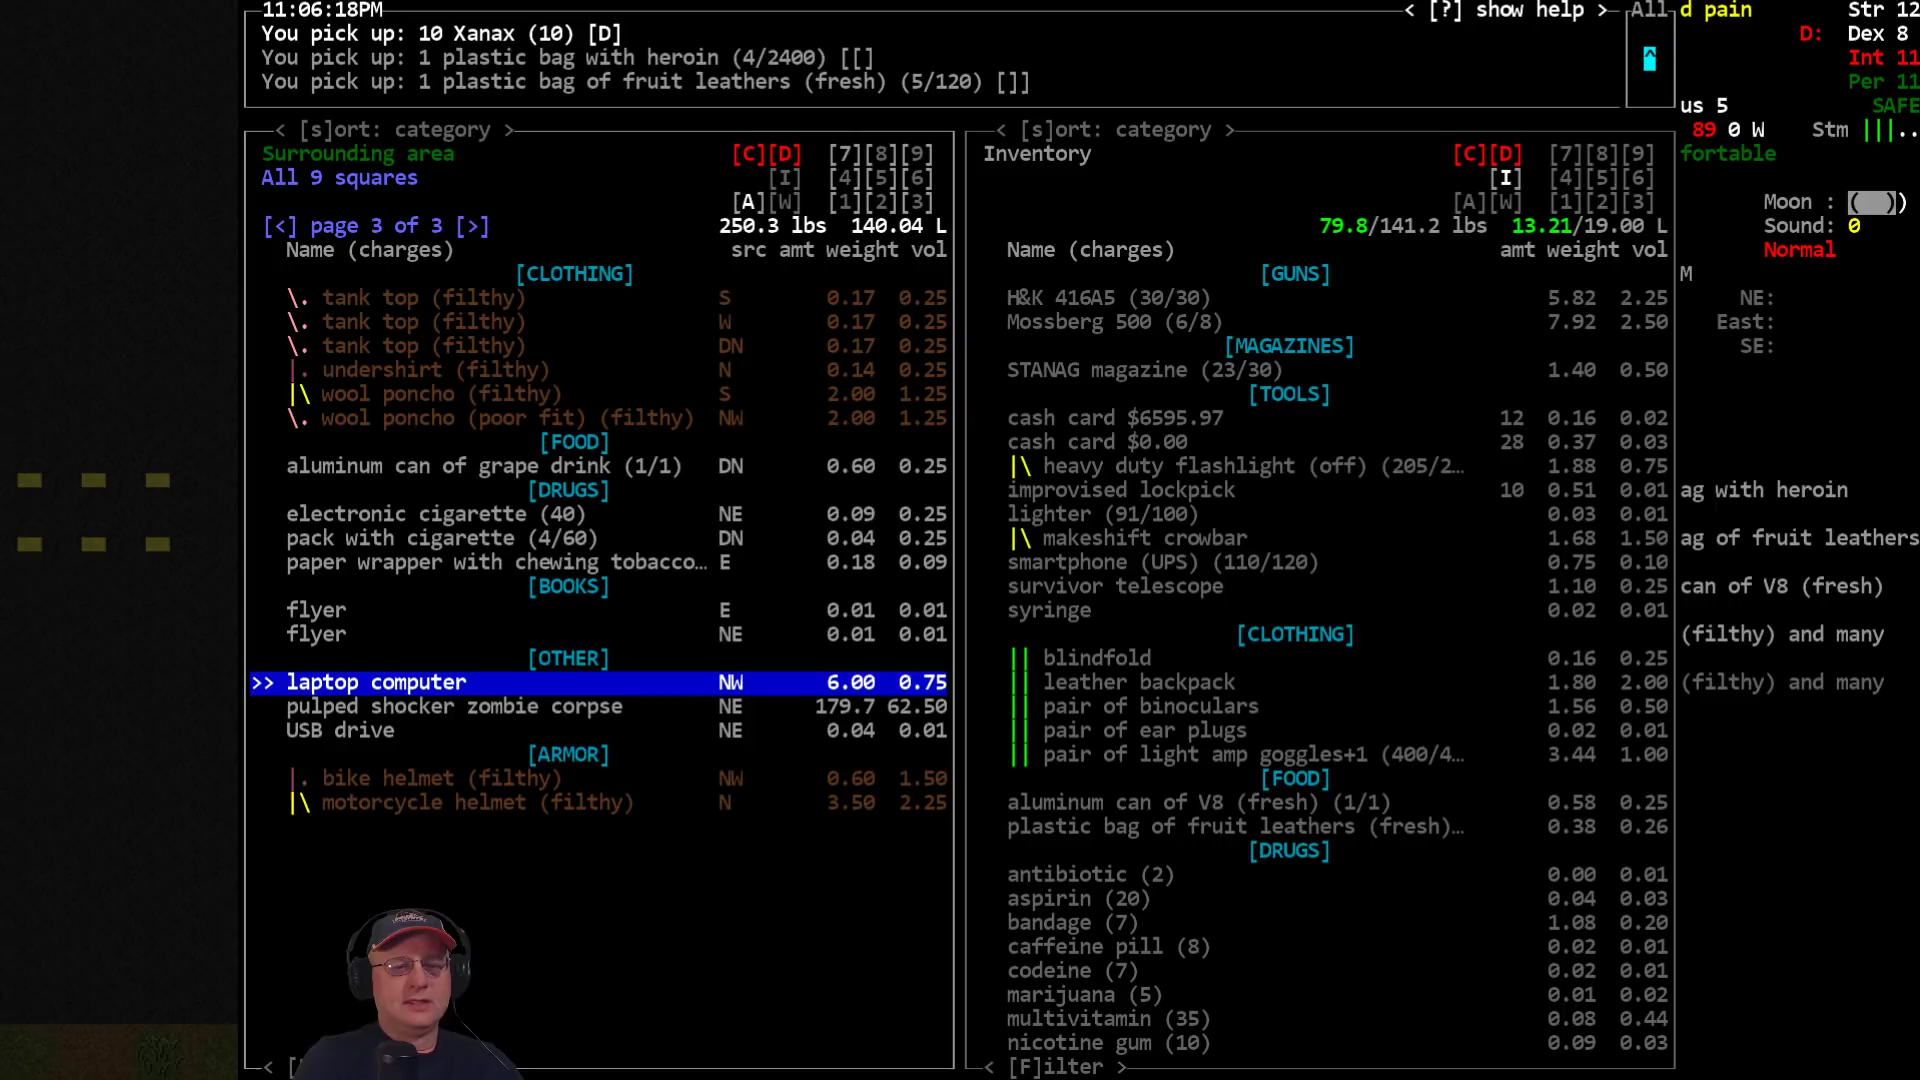 11:06:18PM
< [?] show help >
All
d pain
Str 12
You pick up: 10 Xanax (10) [D]
D:
Dex 8
You pick up: 1 plastic bag with heroin (4/2400) [[]
^
Int 11
You pick up: 1 plastic bag of fruit leathers (fresh) (5/120) []]
Per 11
us 5
SAFE
89 0 W
Stm |||..
fortable
Moon : (   ))
Sound: 0
Normal
M
NE:
East:
SE:
ag with heroin
ag of fruit leathers
can of V8 (fresh)
(filthy) and many
(filthy) and many
< [s]ort: category >
Surrounding area
[C][D] [7][8][9]
All 9 squares
[I] [4][5][6]
[A][W] [1][2][3]
[<] page 3 of 3 [>]
250.3 lbs 140.04 L
Name (charges) src amt weight vol
[CLOTHING]
\. tank top (filthy) S 0.17 0.25
\. tank top (filthy) W 0.17 0.25
\. tank top (filthy) DN 0.17 0.25
|. undershirt (filthy) N 0.14 0.25
|\ wool poncho (filthy) S 2.00 1.25
\. wool poncho (poor fit) (filthy) NW 2.00 1.25
[FOOD]
aluminum can of grape drink (1/1) DN 0.60 0.25
[DRUGS]
electronic cigarette (40) NE 0.09 0.25
pack with cigarette (4/60) DN 0.04 0.25
paper wrapper with chewing tobacco… E 0.18 0.09
[BOOKS]
flyer E 0.01 0.01
flyer NE 0.01 0.01
[OTHER]
>> laptop computer NW 6.00 0.75
pulped shocker zombie corpse NE 179.7 62.50
USB drive NE 0.04 0.01
[ARMOR]
|. bike helmet (filthy) NW 0.60 1.50
|\ motorcycle helmet (filthy) N 3.50 2.25
< [
< [s]ort: category >
Inventory
[C][D] [7][8][9]
[I] [4][5][6]
[A][W] [1][2][3]
79.8/141.2 lbs 13.21/19.00 L
Name (charges) amt weight vol
[GUNS]
H&K 416A5 (30/30) 5.82 2.25
Mossberg 500 (6/8) 7.92 2.50
[MAGAZINES]
STANAG magazine (23/30) 1.40 0.50
[TOOLS]
cash card $6595.97 12 0.16 0.02
cash card $0.00 28 0.37 0.03
|\ heavy duty flashlight (off) (205/2… 1.88 0.75
improvised lockpick 10 0.51 0.01
lighter (91/100) 0.03 0.01
|\ makeshift crowbar 1.68 1.50
smartphone (UPS) (110/120) 0.75 0.10
survivor telescope 1.10 0.25
syringe 0.02 0.01
[CLOTHING]
|| blindfold 0.16 0.25
|| leather backpack 1.80 2.00
|| pair of binoculars 1.56 0.50
|| pair of ear plugs 0.02 0.01
|| pair of light amp goggles+1 (400/4… 3.44 1.00
[FOOD]
aluminum can of V8 (fresh) (1/1) 0.58 0.25
plastic bag of fruit leathers (fresh)… 0.38 0.26
[DRUGS]
antibiotic (2) 0.00 0.01
aspirin (20) 0.04 0.03
bandage (7) 1.08 0.20
caffeine pill (8) 0.02 0.01
codeine (7) 0.02 0.01
marijuana (5) 0.01 0.02
multivitamin (35) 0.08 0.44
nicotine gum (10) 0.09 0.03
< [F]ilter >